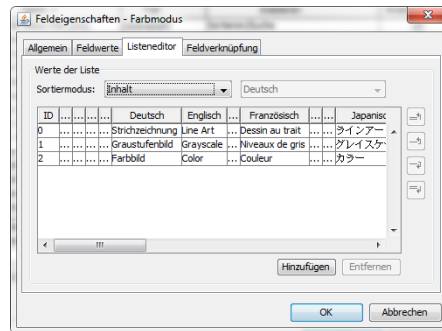 Feldeigenschaften - Farbmodus
Allgemein Feldwerte Listeneditor Feldverknüpfung
Werte der Liste
Sortiermodus: Inhalt Deutsch
ID ... ... ... ... Deutsch Englisch ... Französisch ... ... Japanisc
0 ... ... ... ... Strichzeichnung Line Art ... Dessin au trait ... ... ラインアー
1 ... ... ... ... Graustufenbild Grayscale ... Niveaux de gris ... ... グレイスケ
2 ... ... ... ... Farbbild Color ... Couleur ... ... カラー
Hinzufügen Entfernen
OK Abbrechen